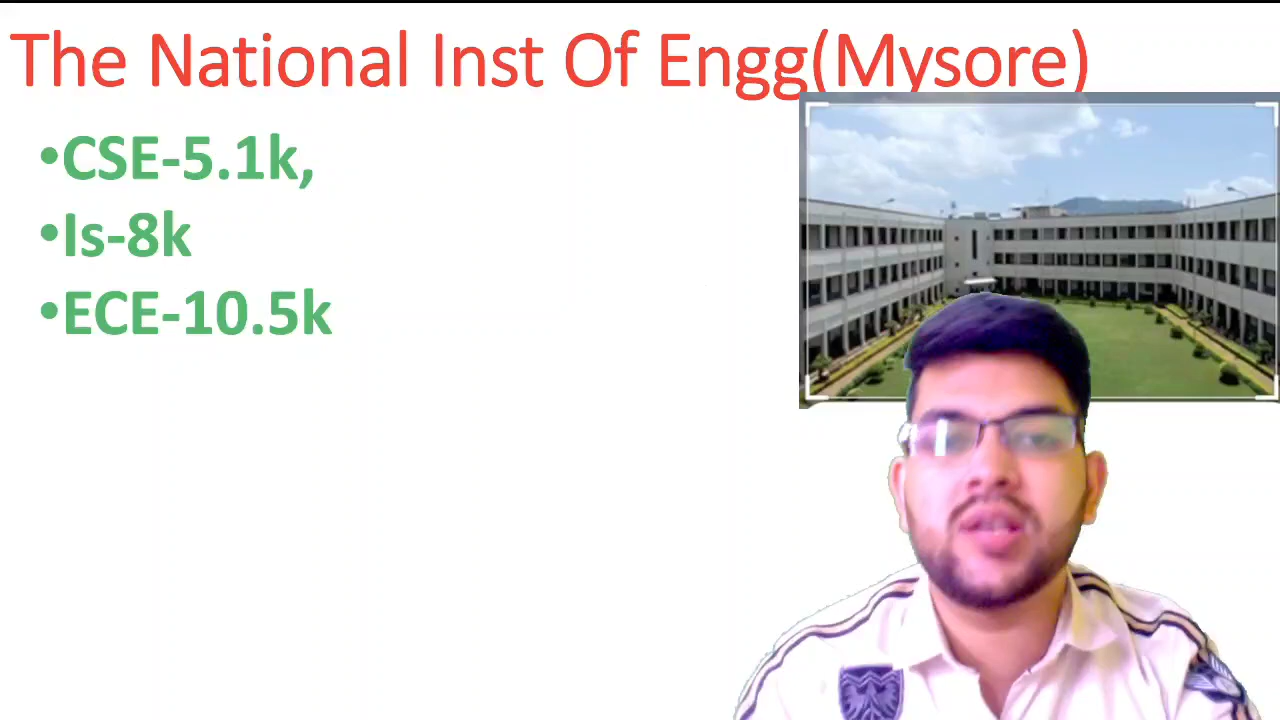 The National Inst Of Engg(Mysore)
•CSE-5.1k,
•Is-8k
•ECE-10.5k